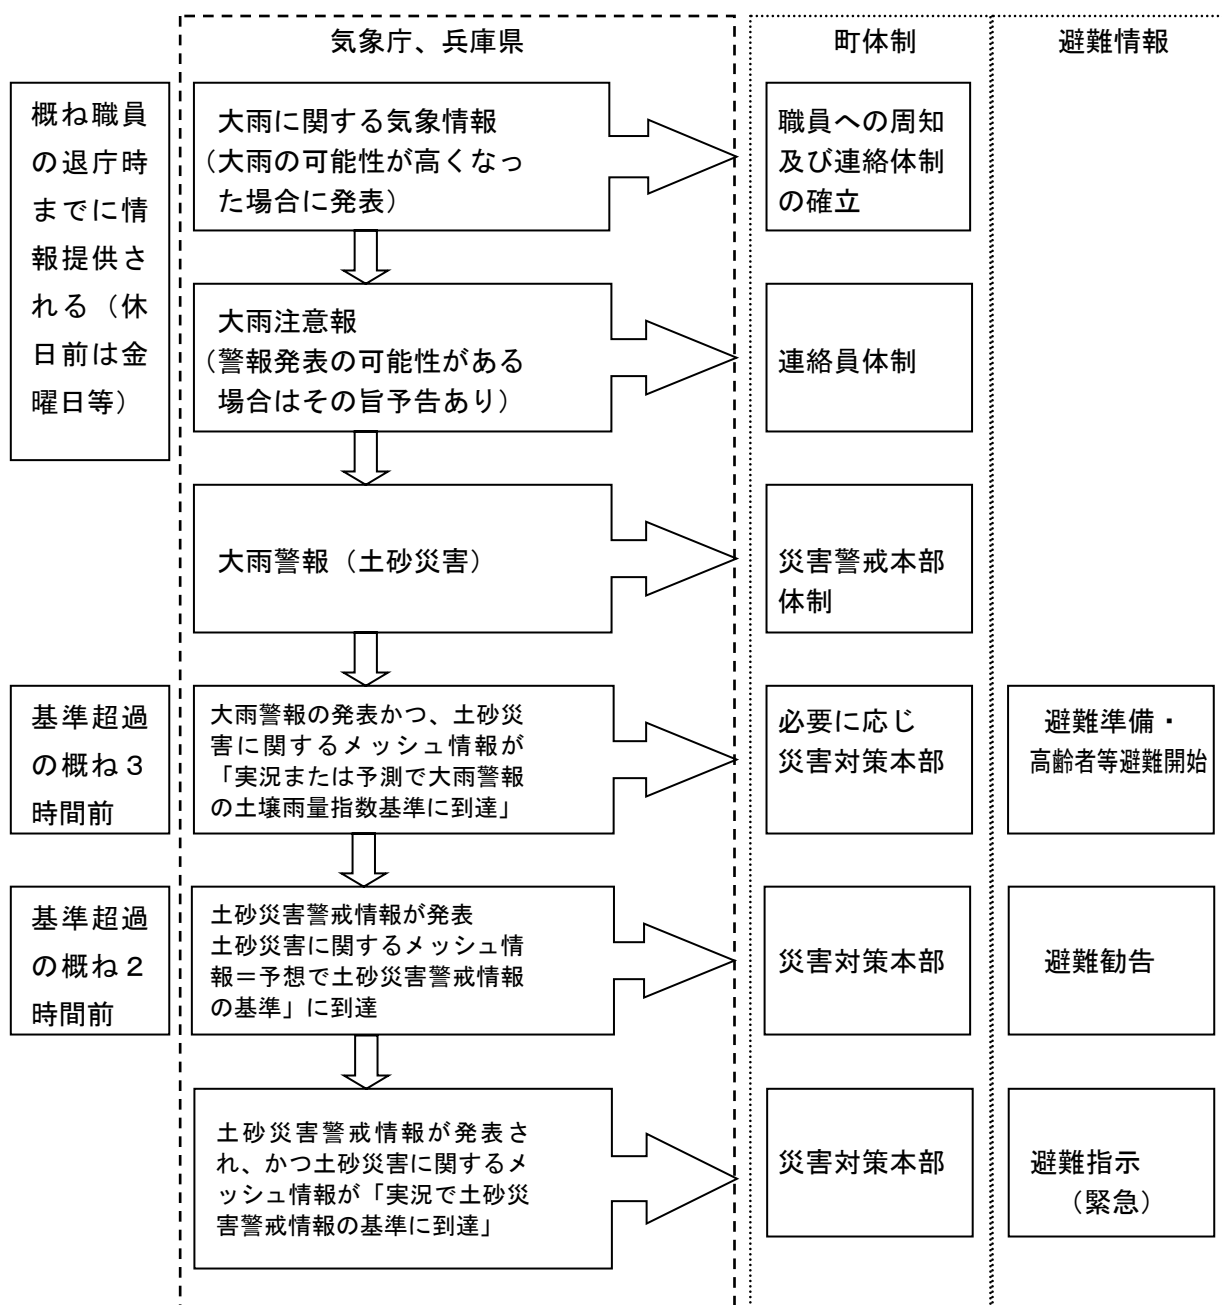 気象庁、兵庫県
町体制
避難情報
概ね職員
の退庁時
までに情
報提供さ
れる（休
日前は金
曜日等）
大雨に関する気象情報
（大雨の可能性が高くなっ
た場合に発表）
職員への周知
及び連絡体制
の確立
大雨注意報
（警報発表の可能性がある
場合はその旨予告あり）
連絡員体制
大雨警報（土砂災害）
災害警戒本部
体制
基準超過
の概ね３
時間前
大雨警報の発表かつ、土砂災
害に関するメッシュ情報が
「実況または予測で大雨警報
の土壌雨量指数基準に到達」
必要に応じ
災害対策本部
避難準備・
高齢者等避難開始
基準超過
の概ね２
時間前
土砂災害警戒情報が発表
土砂災害に関するメッシュ情
報＝予想で土砂災害警戒情報
の基準」に到達
災害対策本部
避難勧告
土砂災害警戒情報が発表さ
れ、かつ土砂災害に関するメ
ッシュ情報が「実況で土砂災
害警戒情報の基準に到達」
災害対策本部
避難指示
（緊急）